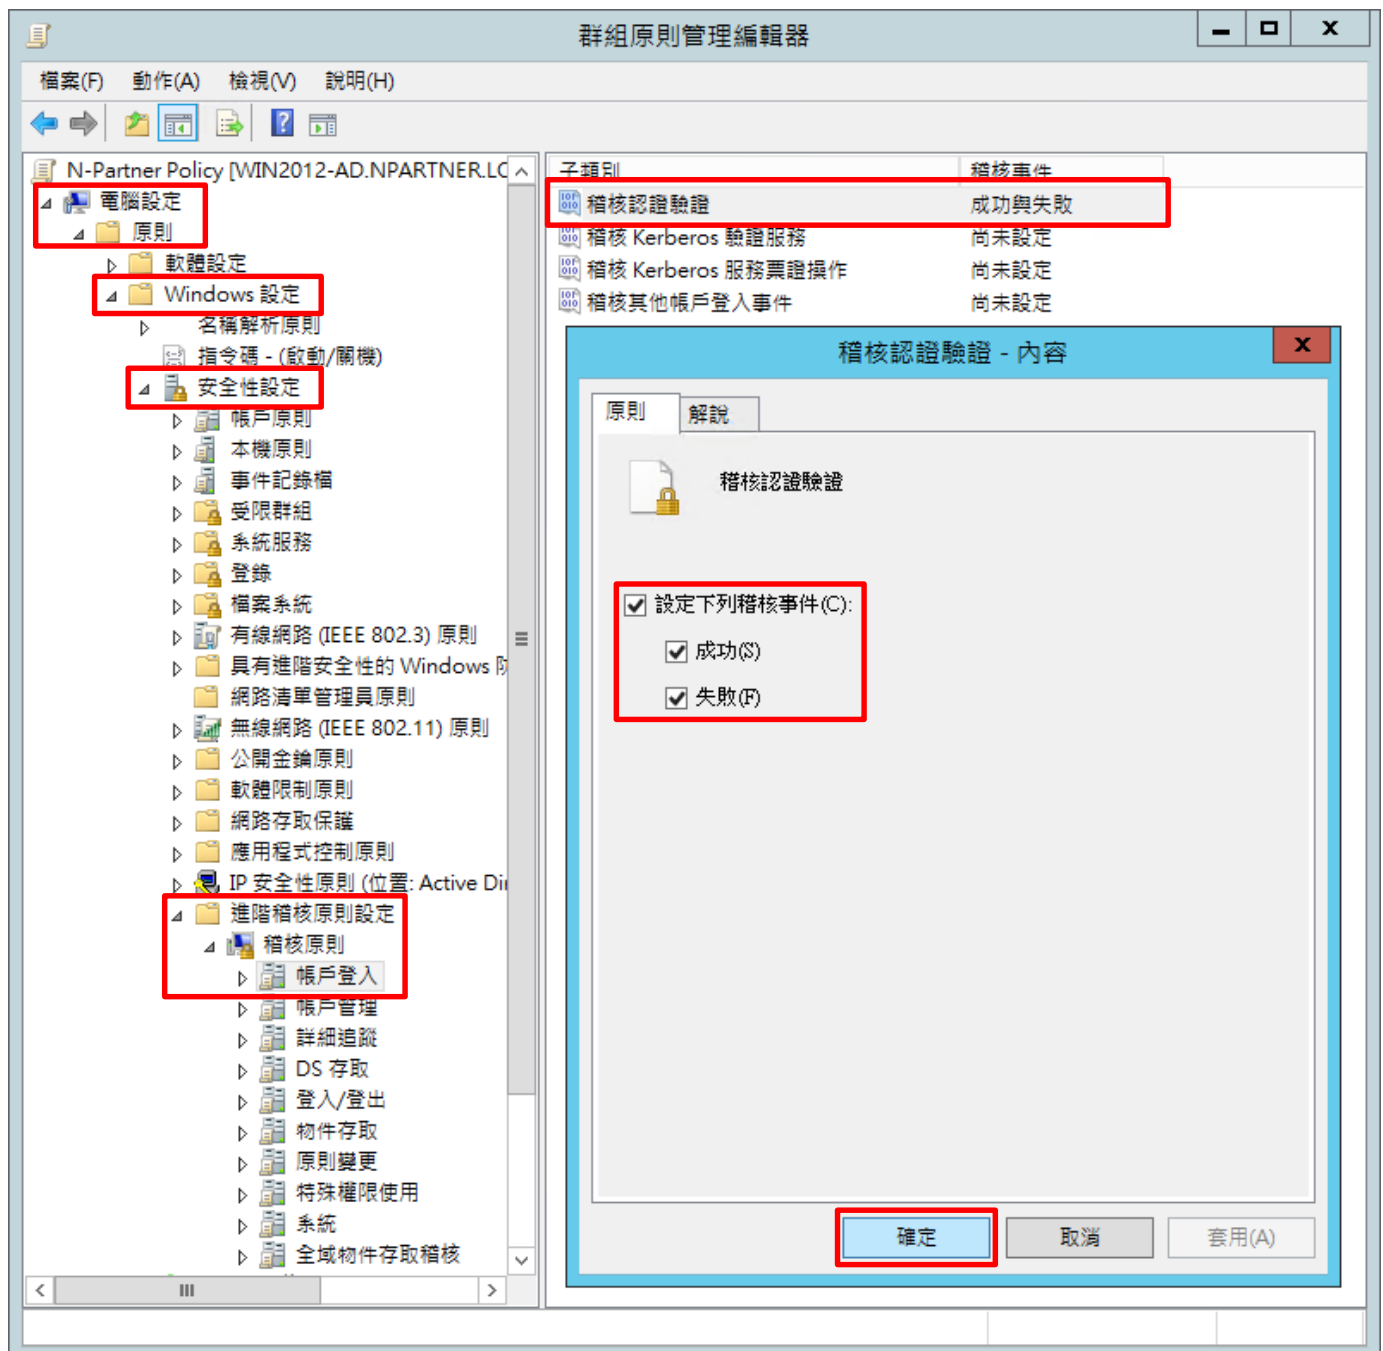 群組原則管理編輯器
檔案(F) 動作(A) 檢視(V) 說明(H)
N-Partner Policy [WIN2012-AD.NPARTNER.LC
電腦設定
原則
軟體設定
Windows 設定
名稱解析原則
指令碼 - (啟動/關機)
安全性設定
帳戶原則
本機原則
事件記錄檔
受限群組
系統服務
登錄
檔案系統
有線網路 (IEEE 802.3) 原則
具有進階安全性的 Windows 防
網路清單管理員原則
無線網路 (IEEE 802.11) 原則
公開金鑰原則
軟體限制原則
網路存取保護
應用程式控制原則
IP 安全性原則 (位置: Active Dir
進階稽核原則設定
稽核原則
帳戶登入
帳戶管理
詳細追蹤
DS 存取
登入/登出
物件存取
原則變更
特殊權限使用
系統
全域物件存取稽核
子類別 稽核事件
稽核認證驗證 成功與失敗
稽核 Kerberos 驗證服務 尚未設定
稽核 Kerberos 服務票證操作 尚未設定
稽核其他帳戶登入事件 尚未設定
稽核認證驗證 - 內容
原則 解說
稽核認證驗證
設定下列稽核事件(C):
成功(S)
失敗(F)
確定 取消 套用(A)